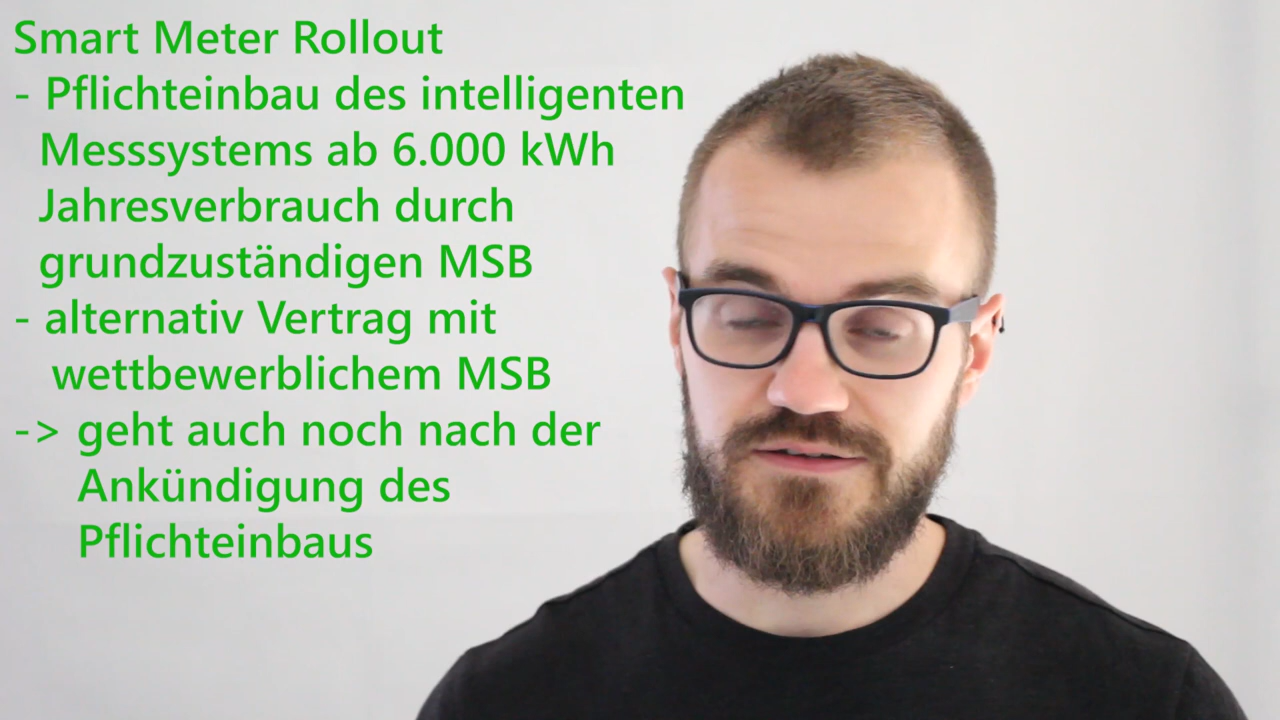 Smart Meter Rollout
- Pflichteinbau des intelligenten
Messsystems ab 6.000 kWh
Jahresverbrauch durch
grundzuständigen MSB
- alternativ Vertrag mit
wettbewerblichem MSB
-> geht auch noch nach der
Ankündigung des
Pflichteinbaus